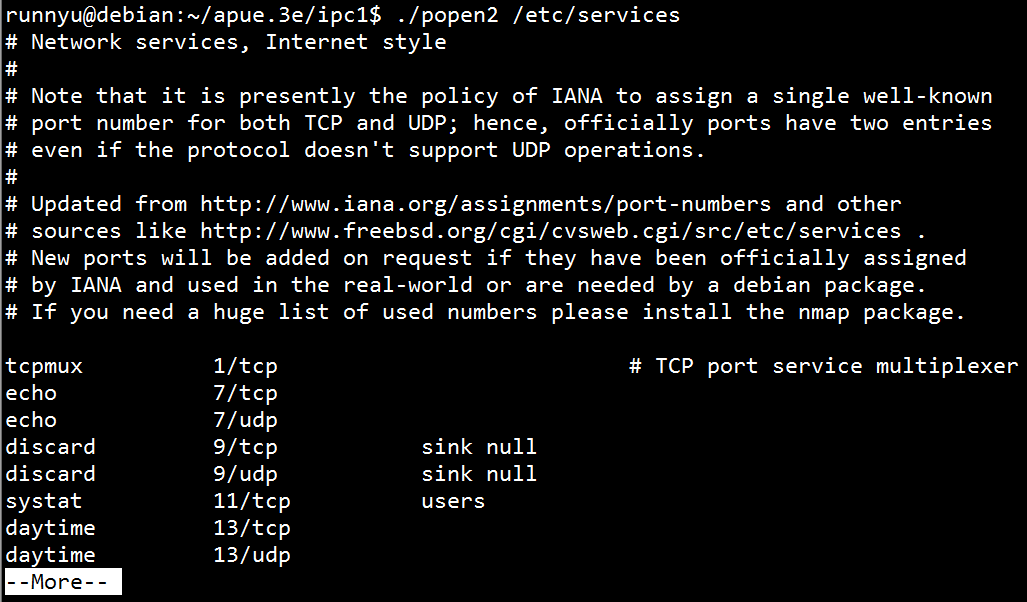 runnyu@debian:~/apue.3e/ipc1$ ./popen2 /etc/services
# Network services, Internet style
#
# Note that it is presently the policy of IANA to assign a single well-known
# port number for both TCP and UDP; hence, officially ports have two entries
# even if the protocol doesn't support UDP operations.
#
# Updated from http://www.iana.org/assignments/port-numbers and other
# sources like http://www.freebsd.org/cgi/cvsweb.cgi/src/etc/services .
# New ports will be added on request if they have been officially assigned
# by IANA and used in the real-world or are needed by a debian package.
# If you need a huge list of used numbers please install the nmap package.

tcpmux          1/tcp                           # TCP port service multiplexer
echo            7/tcp
echo            7/udp
discard         9/tcp           sink null
discard         9/udp           sink null
systat          11/tcp          users
daytime         13/tcp
daytime         13/udp
--More--